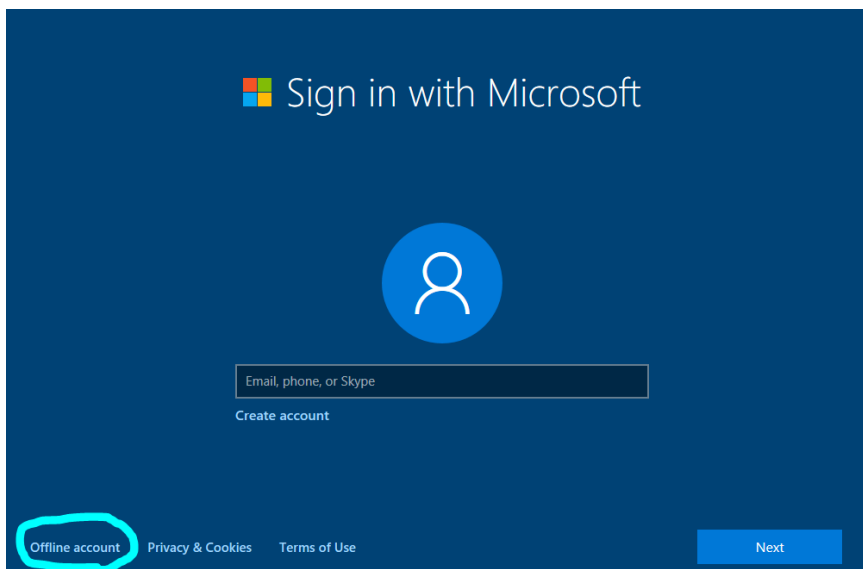 Sign in with Microsoft
Email, phone, or Skype
Create account
Offline account Privacy & Cookies Terms of Use Next